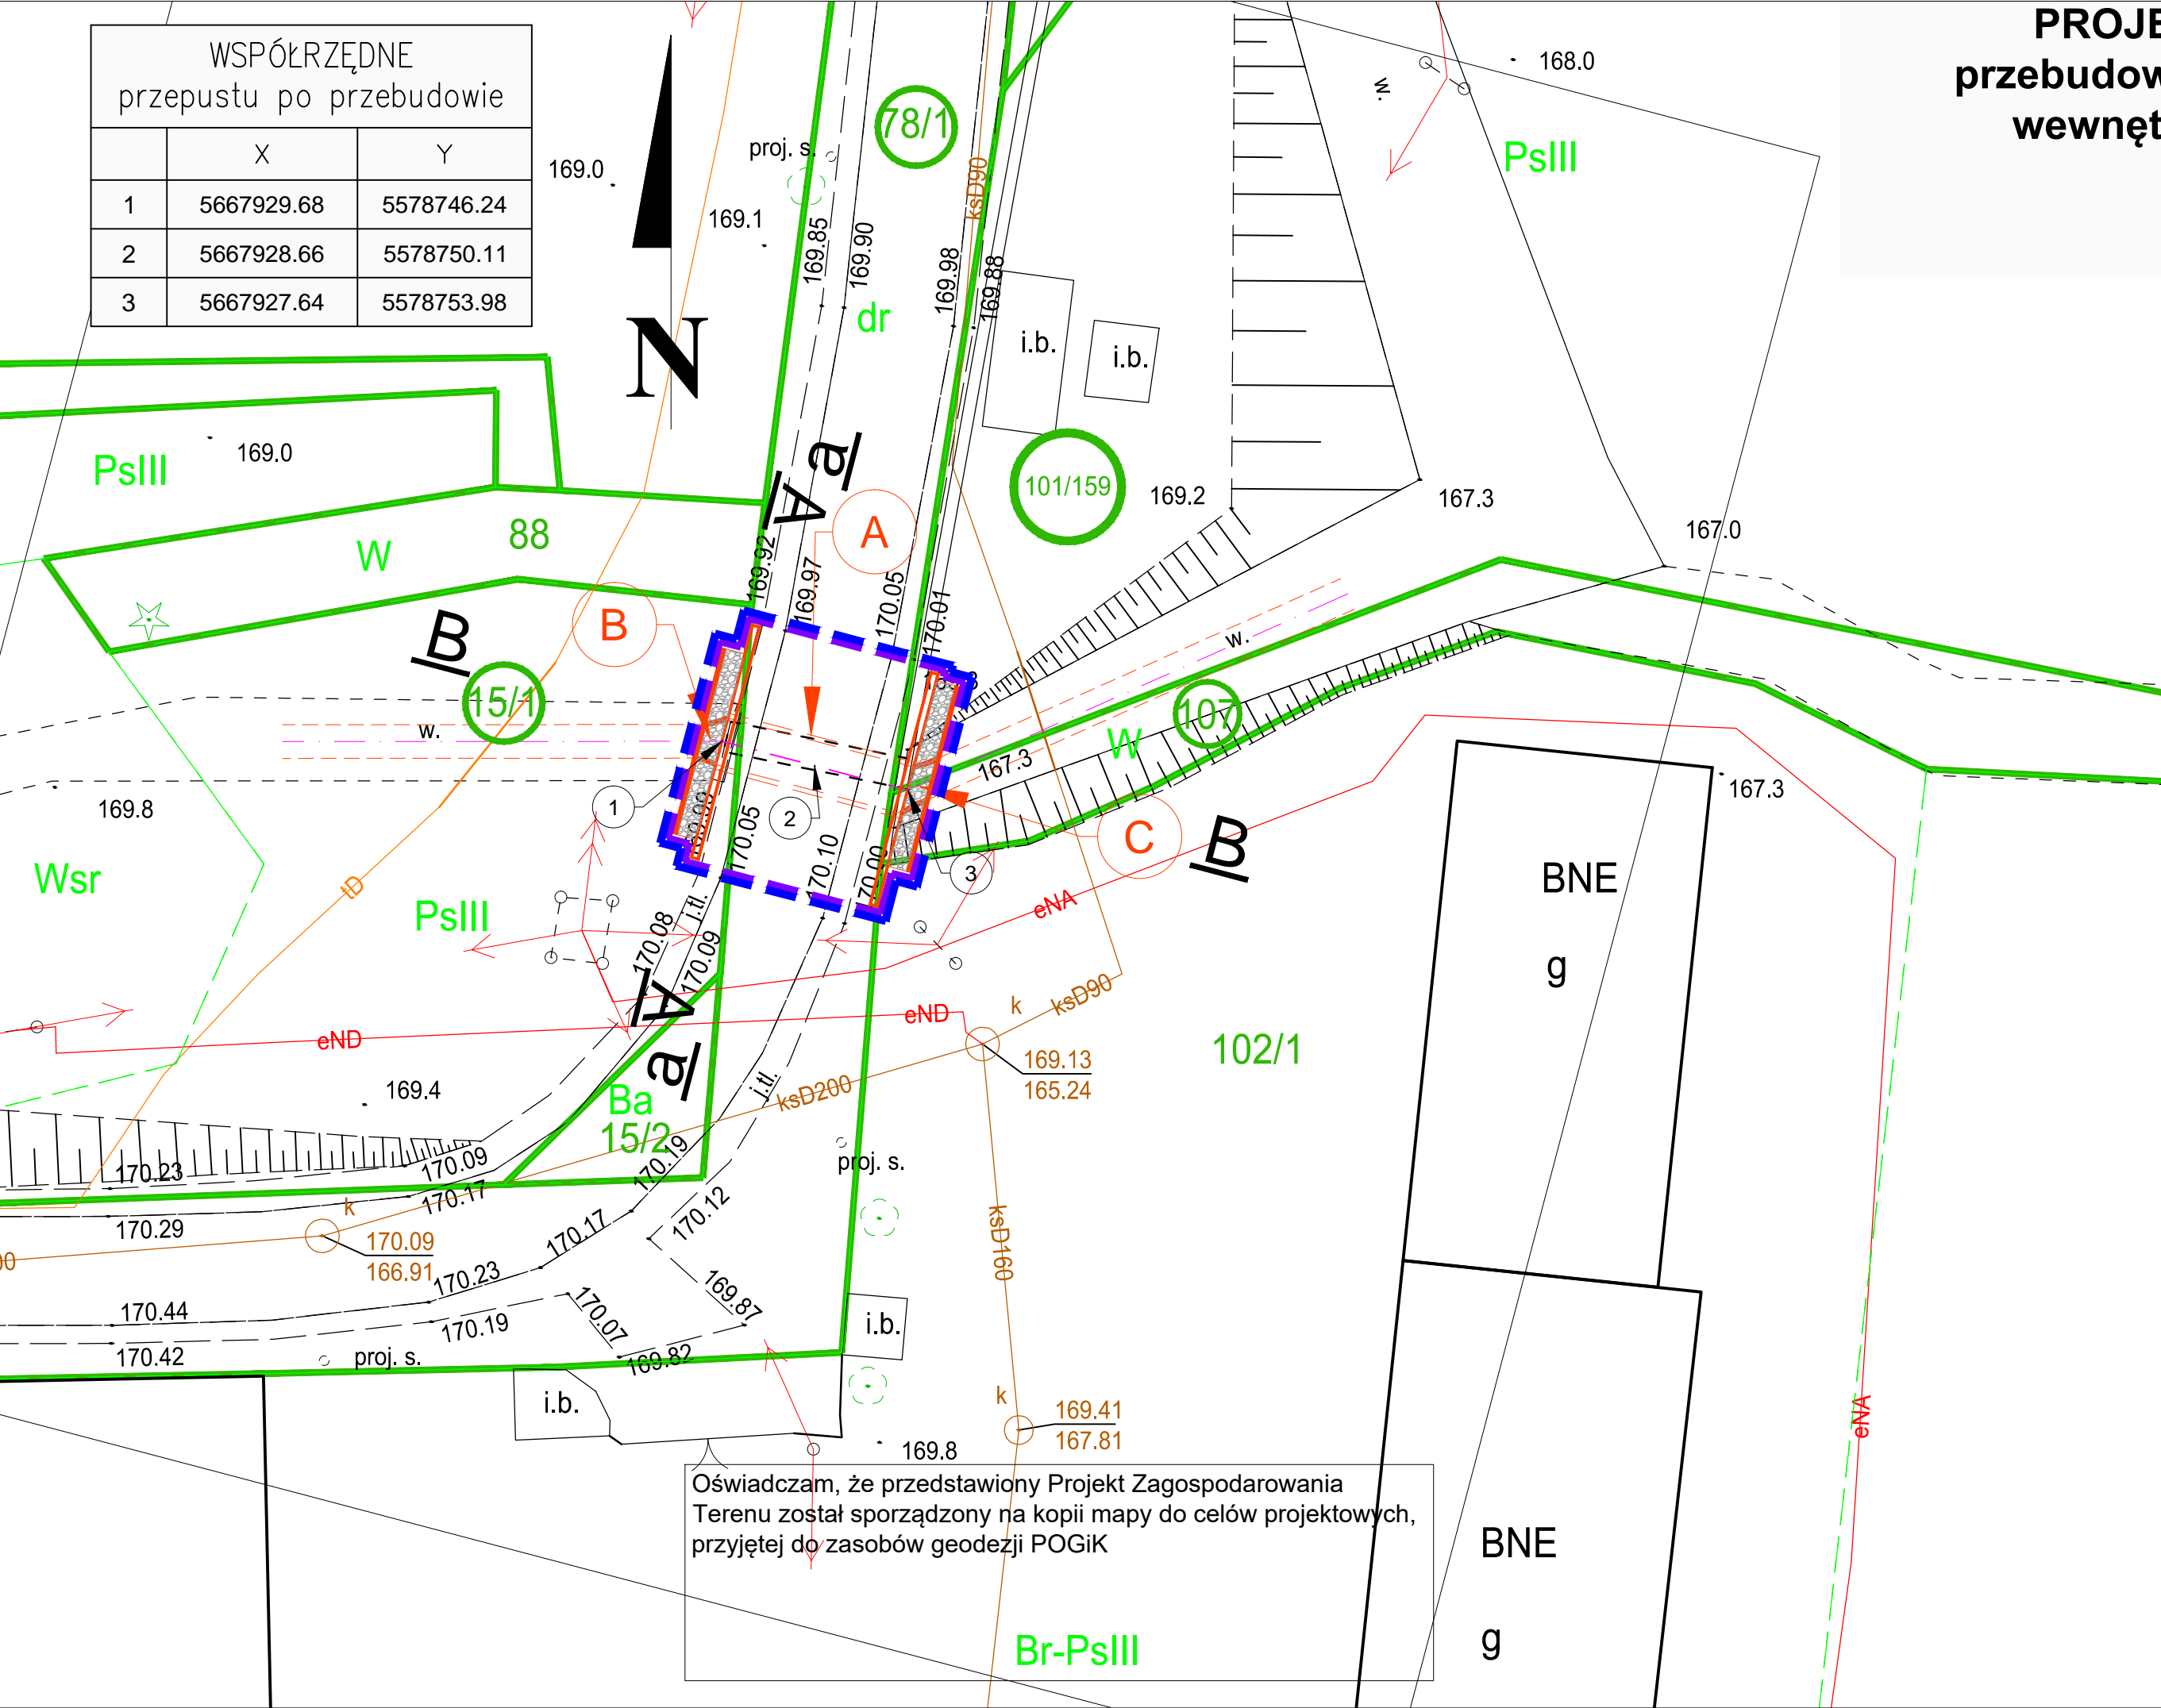 WSPÓŁRZĘDNE
przepustu po przebudowie
X Y
1 5667929.68 5578746.24
2 5667928.66 5578750.11
3 5667927.64 5578753.98
PROJE
przebudow
wewnęt
168.0
w.
PsIII
78/1
proj. s.
169.0
169.1
ksD90
169.85
169.90
169.98
169.88
dr
i.b.
i.b.
N
PsIII
169.0
a
A
A
101/159
169.2
167.3
167.0
88
W
169.92
169.97
170.05
170.01
B
B
15/1
w.
w.
107
W
167.3
167.3
169.8
1
2
3
C
B
170.05
170.10
Wsr
PsIII
tD
j.tl.
170.08
170.09
eNA
BNE
g
A
a
eND
eND
k
ksD90
169.13
165.24
102/1
169.4
Ba
15/2
ksD200
j.tl.
170.23
170.09
170.17
170.19
proj. s.
k
170.29
170.09
166.91
170.17
170.12
ksD160
170.23
170.44
170.19
170.07
169.87
i.b.
170.42
proj. s.
169.82
i.b.
k
169.41
167.81
169.8
eNA
Oświadczam, że przedstawiony Projekt Zagospodarowania
Terenu został sporządzony na kopii mapy do celów projektowych,
przyjętej do zasobów geodezji POGiK
BNE
g
Br-PsIII